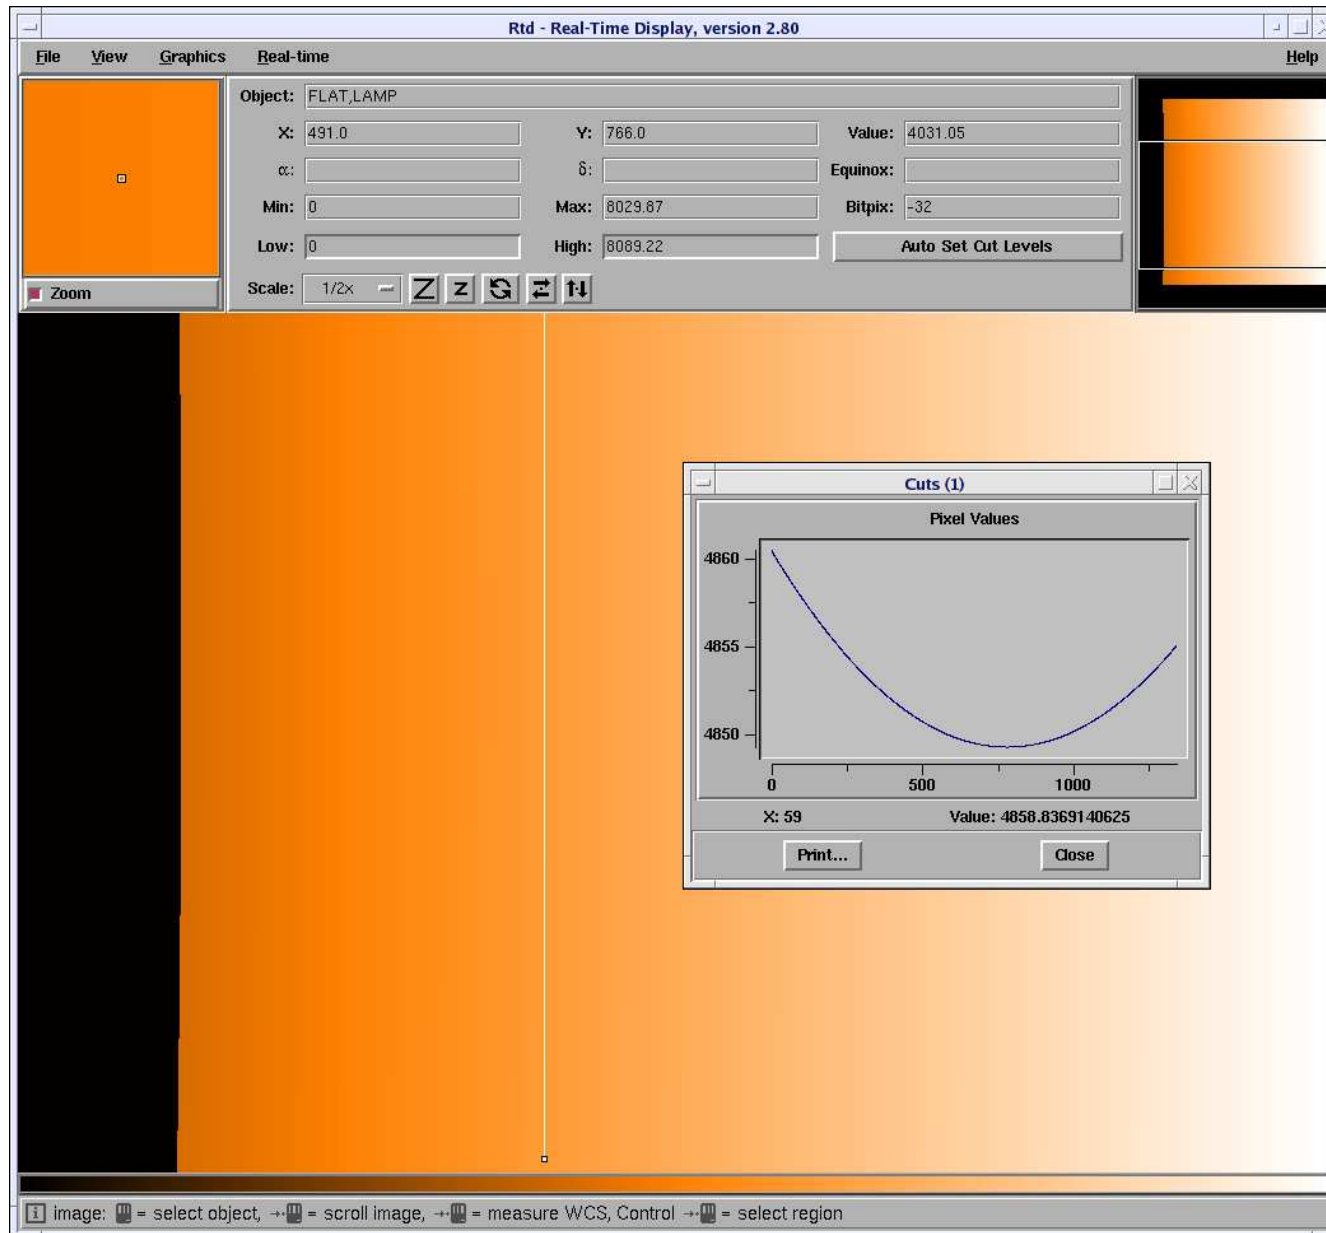 Rtd - Real-Time Display, version 2.80
File View Graphics Real-time Help
Object: FLAT,LAMP
X: 491.0 Y: 766.0 Value: 4031.05
α: δ: Equinox:
Min: 0 Max: 8029.87 Bitpix: -32
Low: 0 High: 8089.22 Auto Set Cut Levels
Zoom
Scale: 1/2x Z z
Cuts (1)
Pixel Values
4860
4855
4850
0 500 1000
X: 59 Value: 4858.8369140625
Print... Close
i image: = select object, = scroll image, = measure WCS, Control = select region